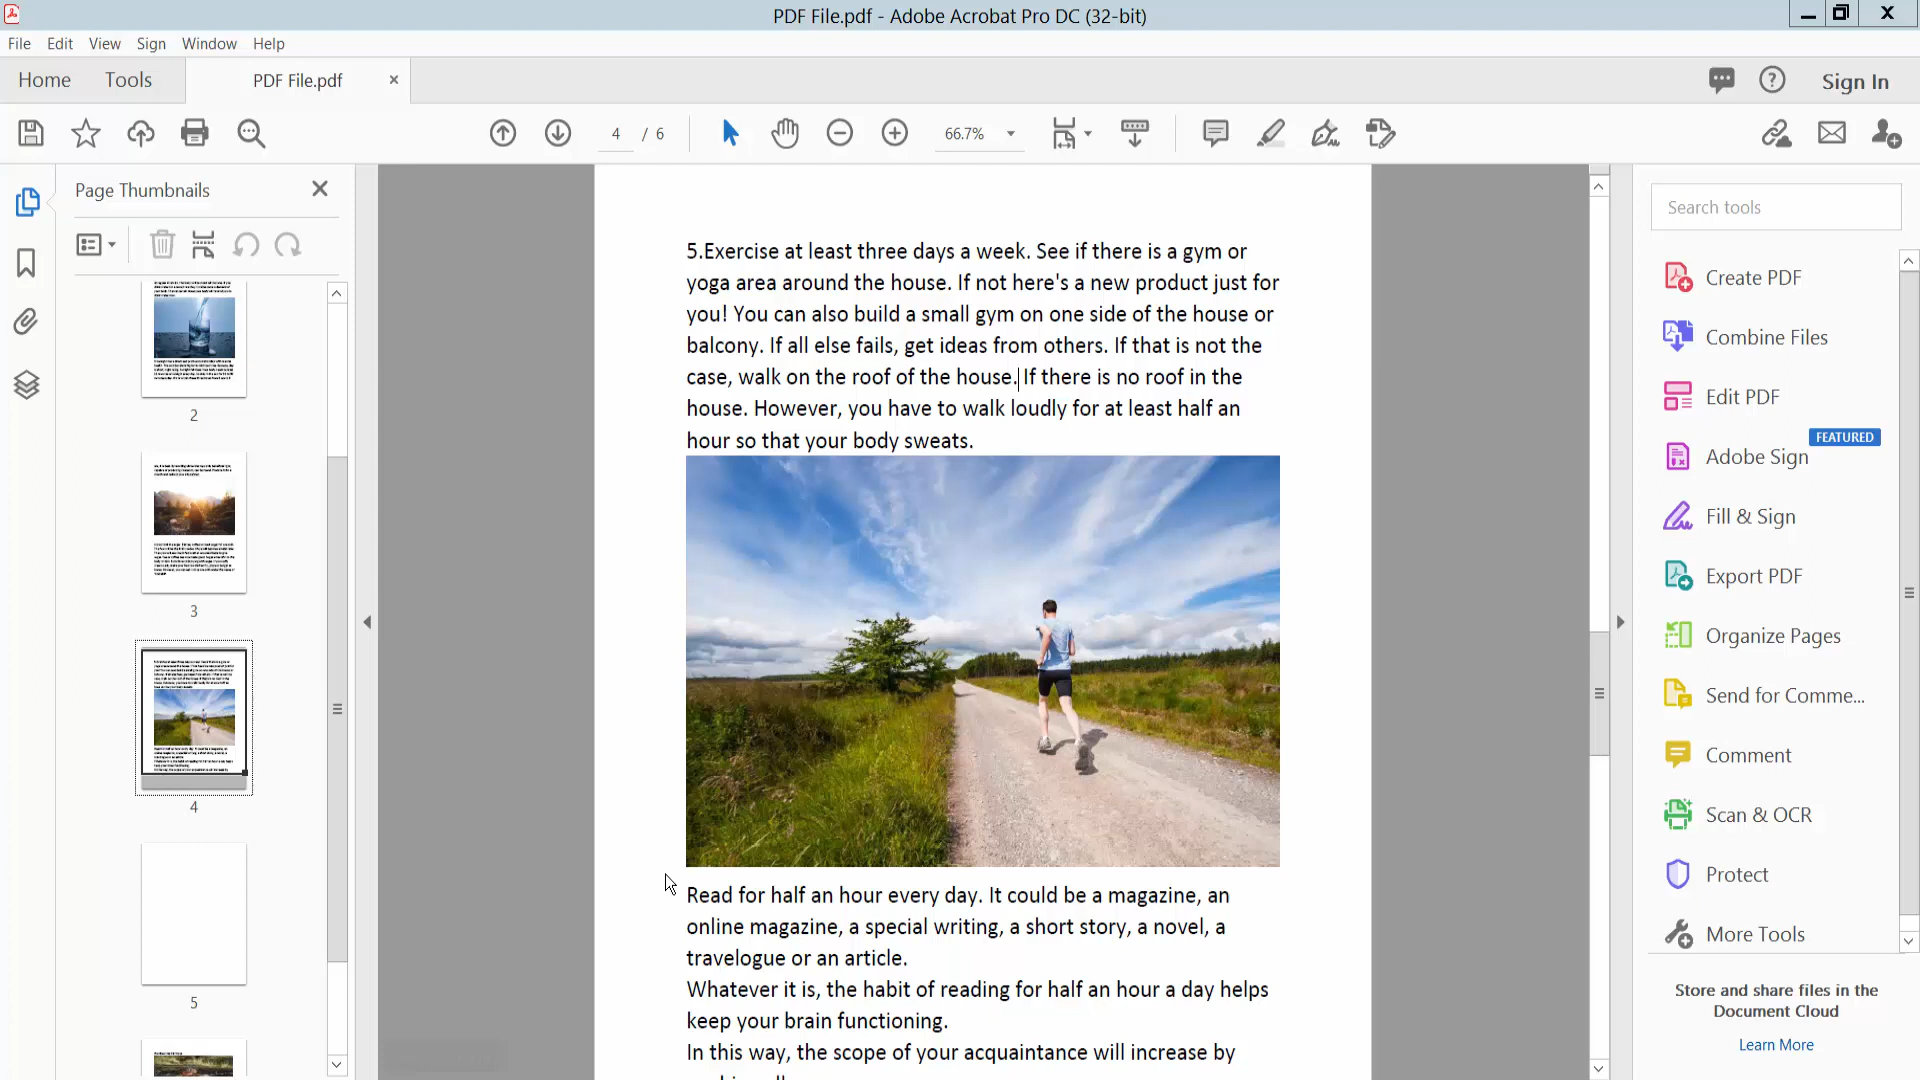 PDF File.pdf - Adobe Acrobat Pro DC (32-bit)
File Edit View Sign Window Help
Home Tools PDF File.pdf Sign In
4 / 6 66.7%
Page Thumbnails
2
3
4
5
5.Exercise at least three days a week. See if there is a gym or
yoga area around the house. If not here's a new product just for
you! You can also build a small gym on one side of the house or
balcony. If all else fails, get ideas from others. If that is not the
case, walk on the roof of the house. If there is no roof in the
house. However, you have to walk loudly for at least half an
hour so that your body sweats.
Read for half an hour every day. It could be a magazine, an
online magazine, a special writing, a short story, a novel, a
travelogue or an article.
Whatever it is, the habit of reading for half an hour a day helps
keep your brain functioning.
In this way, the scope of your acquaintance will increase by
Search tools
Create PDF
Combine Files
Edit PDF
FEATURED
Adobe Sign
Fill & Sign
Export PDF
Organize Pages
Send for Comme...
Comment
Scan & OCR
Protect
More Tools
Store and share files in the
Document Cloud
Learn More